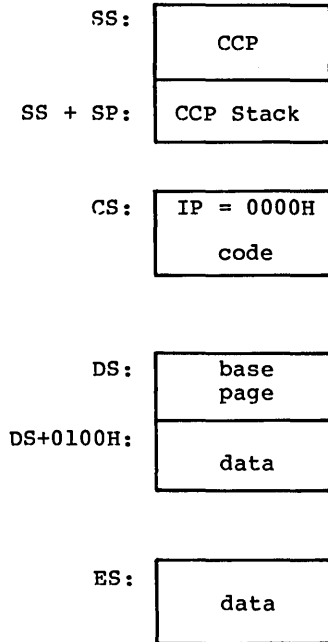 SS:
CCP
SS + SP: CCP Stack
CS: IP = 0000H
code
DS: base
page
DS+0100H:
data
ES:
data